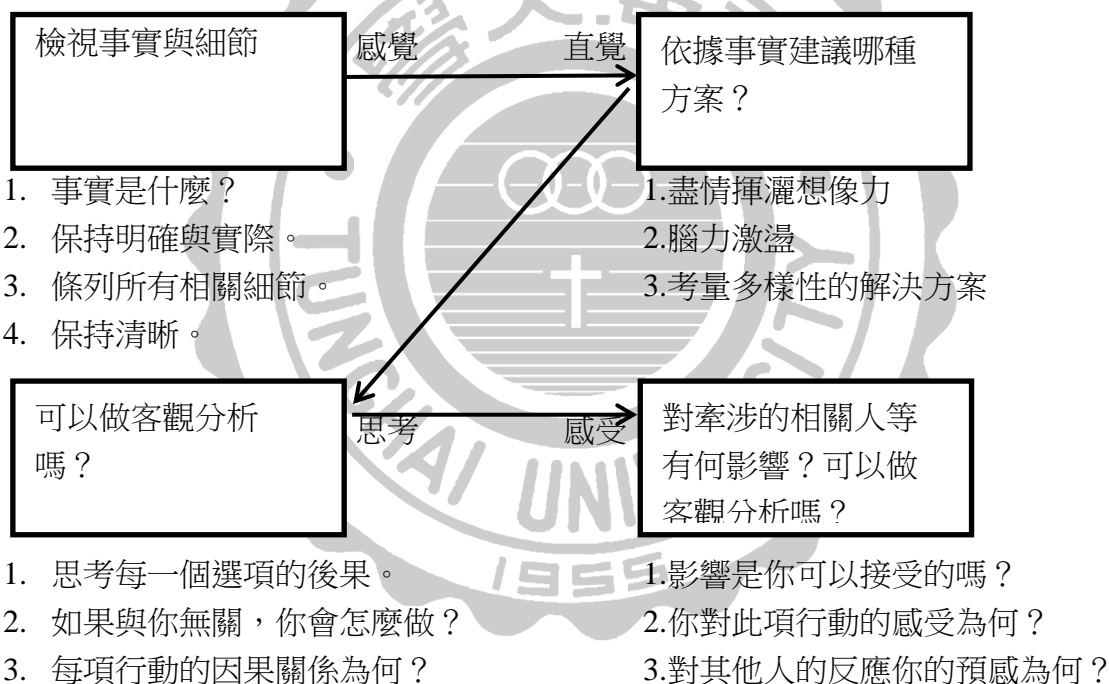 檢視事實與細節
感覺
直覺
依據事實建議哪種
方案？
1. 事實是什麼？
2. 保持明確與實際。
3. 條列所有相關細節。
4. 保持清晰。
1.盡情揮灑想像力
2.腦力激盪
3.考量多樣性的解決方案
可以做客觀分析
嗎？
思考
感受
對牽涉的相關人等
有何影響？可以做
客觀分析嗎？
1. 思考每一個選項的後果。
2. 如果與你無關，你會怎麼做？
3. 每項行動的因果關係為何？
1.影響是你可以接受的嗎？
2.你對此項行動的感受為何？
3.對其他人的反應你的預感為何？
TUNGHAI UNIVERSITY
1955